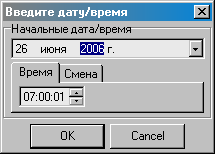 Введите дату/время
Начальные дата/время
26 июня 2006 г.
Время Смена
07:00:01
OK Cancel